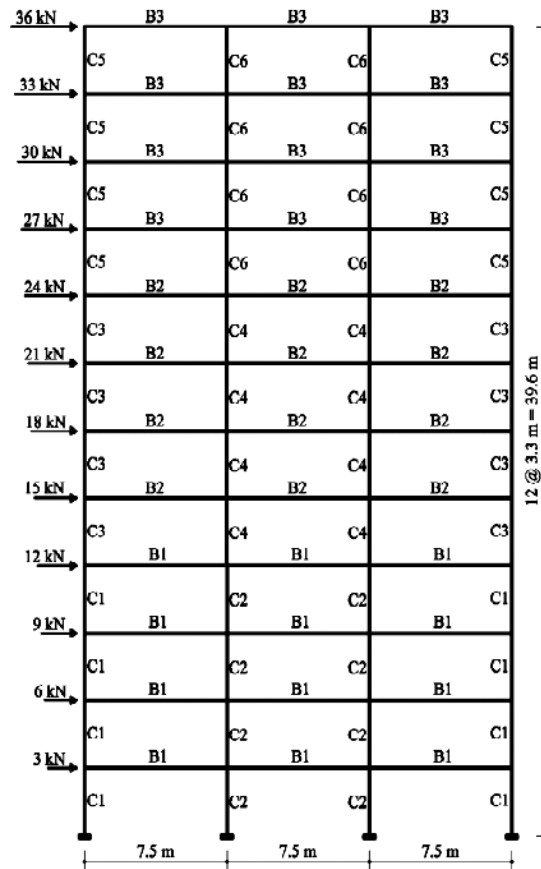 36 kN B3 B3 B3
C5 C6 C6 C5
33 kN B3 B3 B3
C5 C6 C6 C5
30 kN B3 B3 B3
C5 C6 C6 C5
27 kN B3 B3 B3
C5 C6 C6 C5
24 kN B2 B2 B2
C3 C4 C4 C3
21 kN B2 B2 B2
C3 C4 C4 C3
18 kN B2 B2 B2
C3 C4 C4 C3
15 kN B2 B2 B2
C3 C4 C4 C3
12 kN B1 B1 B1
C1 C2 C2 C1
9 kN B1 B1 B1
C1 C2 C2 C1
6 kN B1 B1 B1
C1 C2 C2 C1
3 kN B1 B1 B1
C1 C2 C2 C1
7.5 m 7.5 m 7.5 m
12 @ 3.3 m = 39.6 m